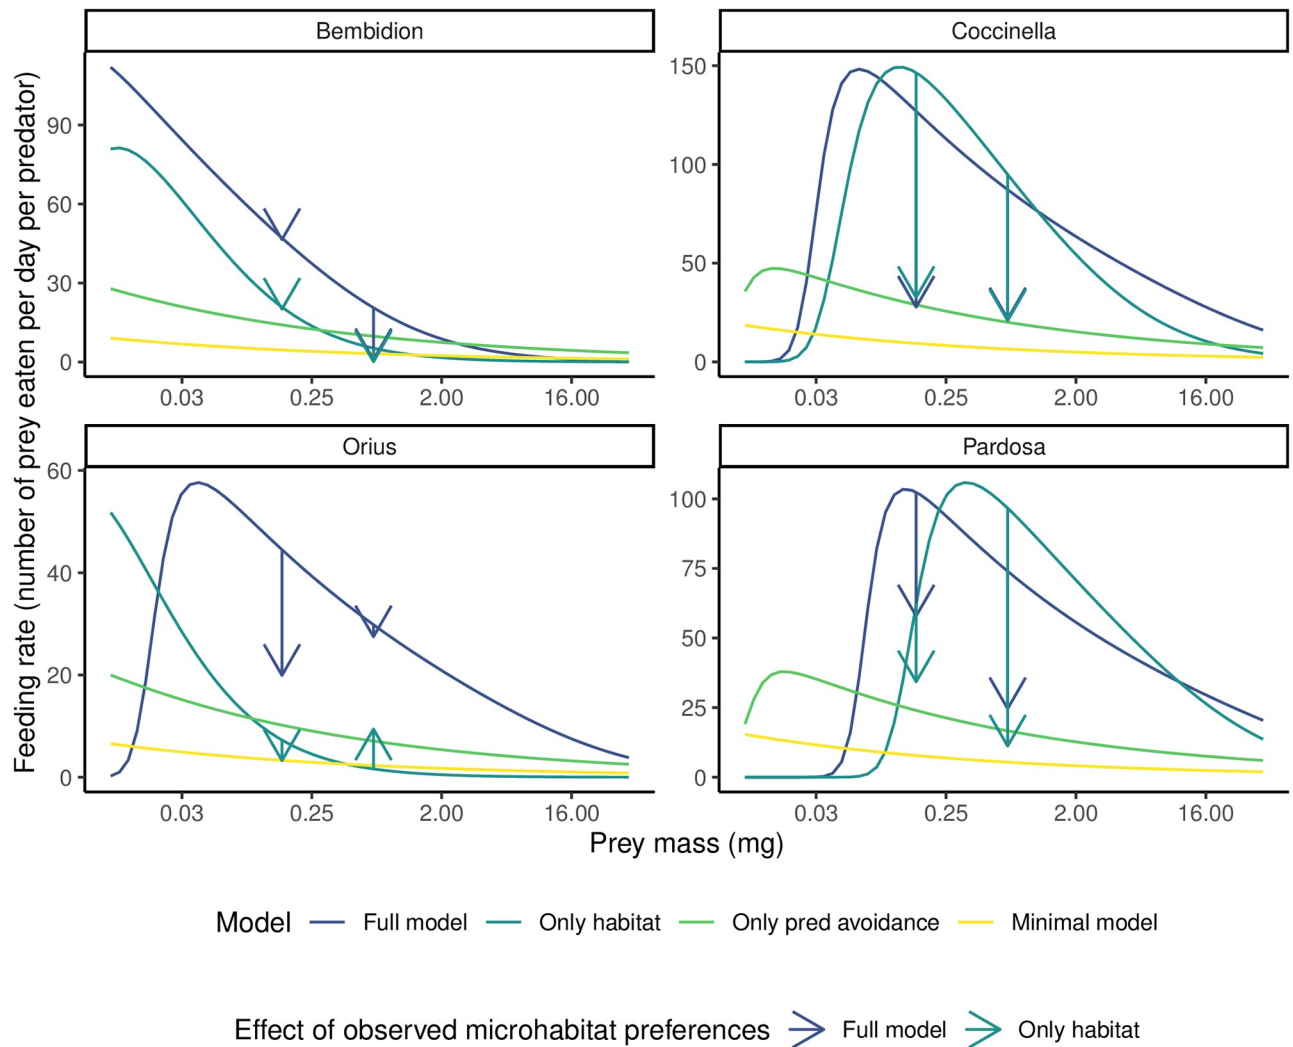 Bembidion
Coccinella
90
60
30
0
0.03 0.25 2.00 16.00
150
100
50
0
0.03 0.25 2.00 16.00
Orius
Pardosa
60
40
20
0
0.03 0.25 2.00 16.00
100
75
50
25
0
0.03 0.25 2.00 16.00
Feeding rate (number of prey eaten per day per predator)
Prey mass (mg)
Model Full model Only habitat Only pred avoidance Minimal model
Effect of observed microhabitat preferences Full model Only habitat